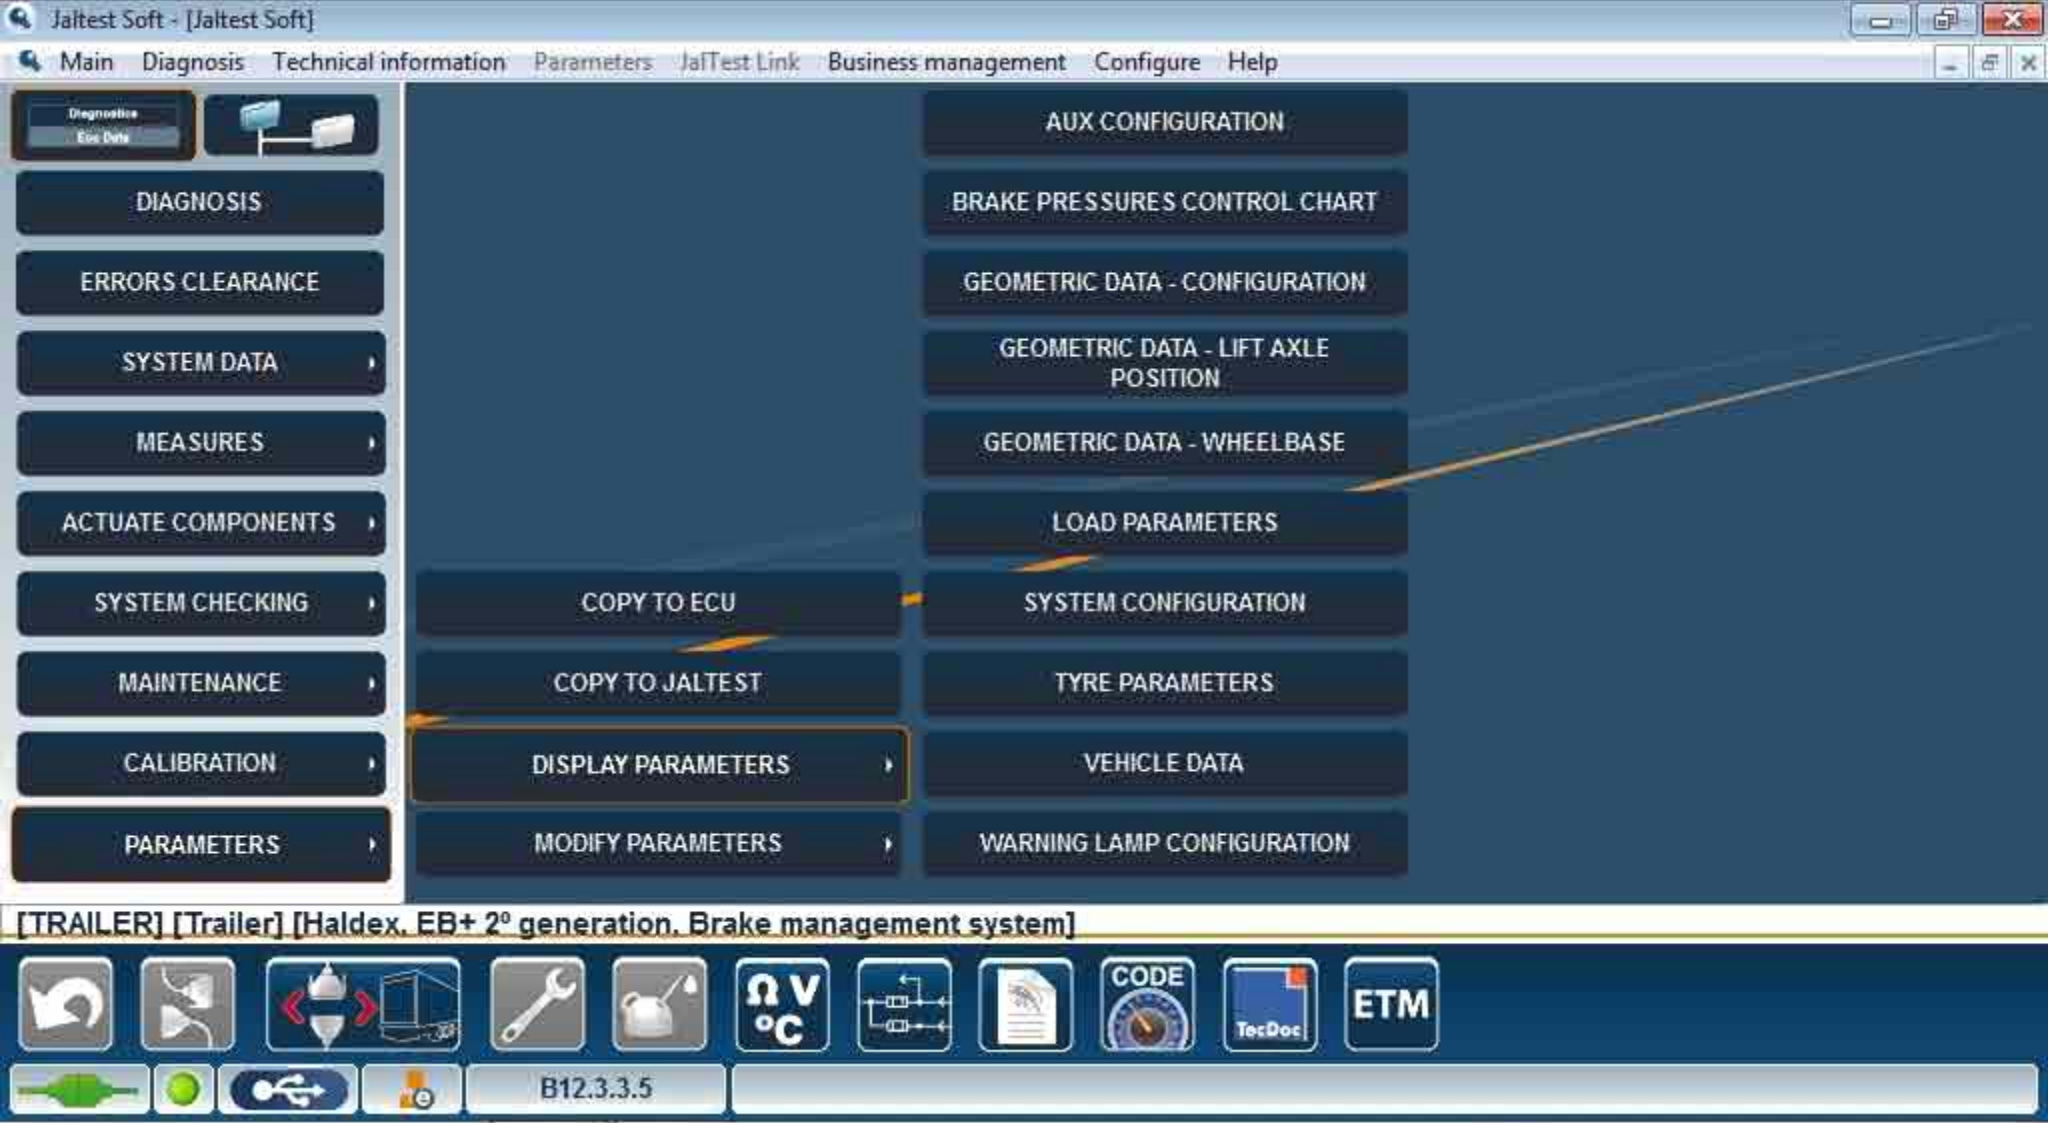 Jaltest Soft - [Jaltest Soft]
Main Diagnosis Technical information Parameters JalTest Link Business management Configure Help
Diagnostics
Ecu Data
DIAGNOSIS
ERRORS CLEARANCE
SYSTEM DATA
MEASURES
ACTUATE COMPONENTS
SYSTEM CHECKING
MAINTENANCE
CALIBRATION
PARAMETERS
COPY TO ECU
COPY TO JALTEST
DISPLAY PARAMETERS
MODIFY PARAMETERS
AUX CONFIGURATION
BRAKE PRESSURES CONTROL CHART
GEOMETRIC DATA - CONFIGURATION
GEOMETRIC DATA - LIFT AXLE
POSITION
GEOMETRIC DATA - WHEELBASE
LOAD PARAMETERS
SYSTEM CONFIGURATION
TYRE PARAMETERS
VEHICLE DATA
WARNING LAMP CONFIGURATION
[TRAILER] [Trailer] [Haldex, EB+ 2º generation, Brake management system]
Ω V
ºC
CODE
TecDoc
ETM
B12.3.3.5